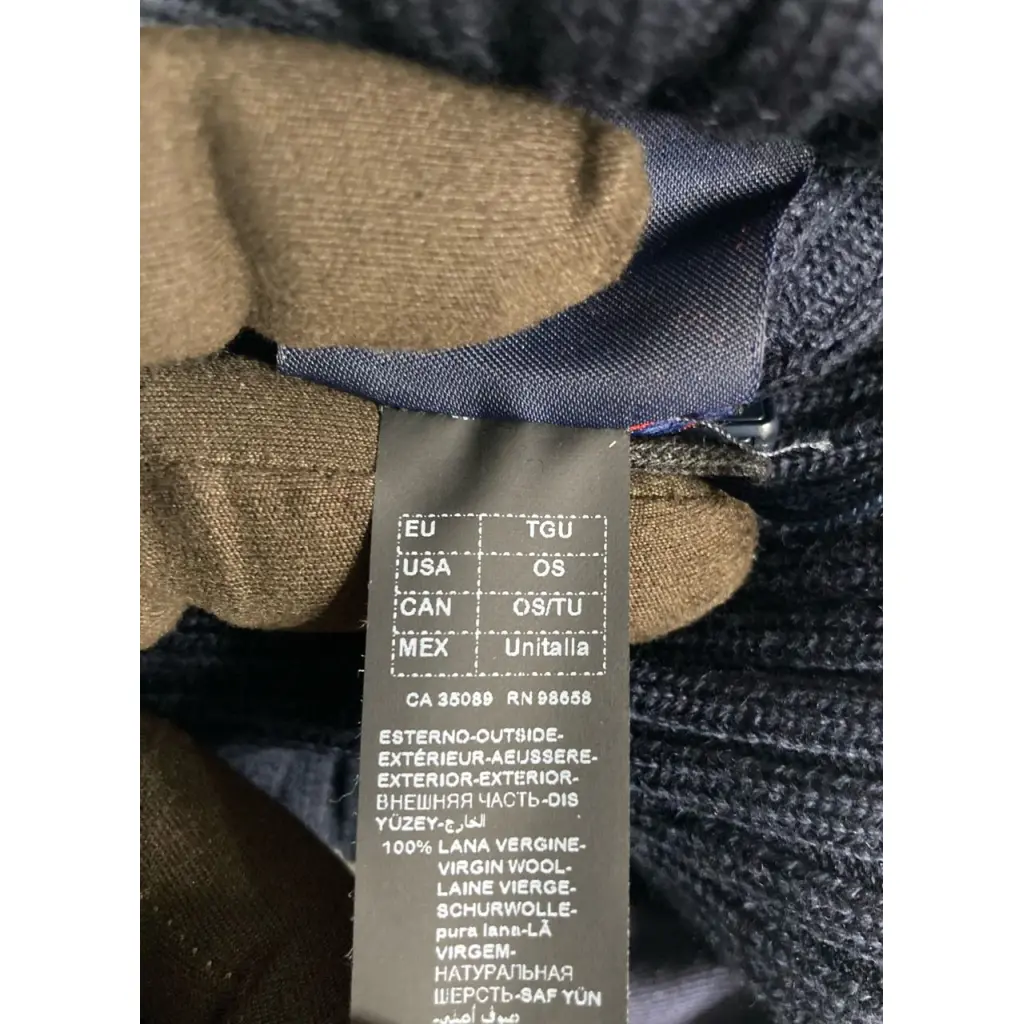 EU TGU
USA OS
CAN OS/TU
MEX Unitalla
CA 35089 RN 98658
ESTERNO-OUTSIDE-
EXTÉRIEUR-AEUSSERE-
EXTERIOR-EXTERIOR-
ВНЕШНЯЯ ЧАСТЬ-DIS
YÜZEY-الخارج
100% LANA VERGINE-
VIRGIN WOOL-
LAINE VIERGE-
SCHURWOLLE-
pura lana-LÃ
VIRGEM-
НАТУРАЛЬНАЯ
ШЕРСТЬ-SAF YÜN
-صوف أصلي